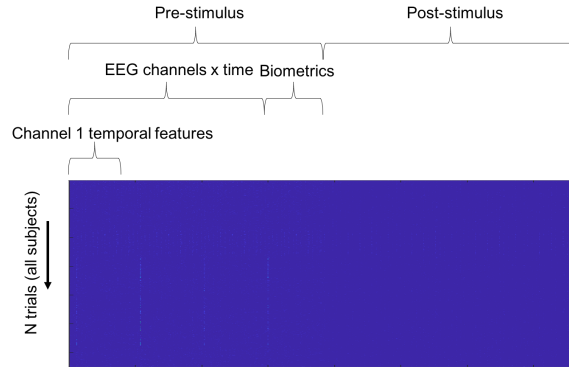 Pre-stimulus
Post-stimulus
EEG channels x time
Biometrics
Channel 1 temporal features
N trials (all subjects)